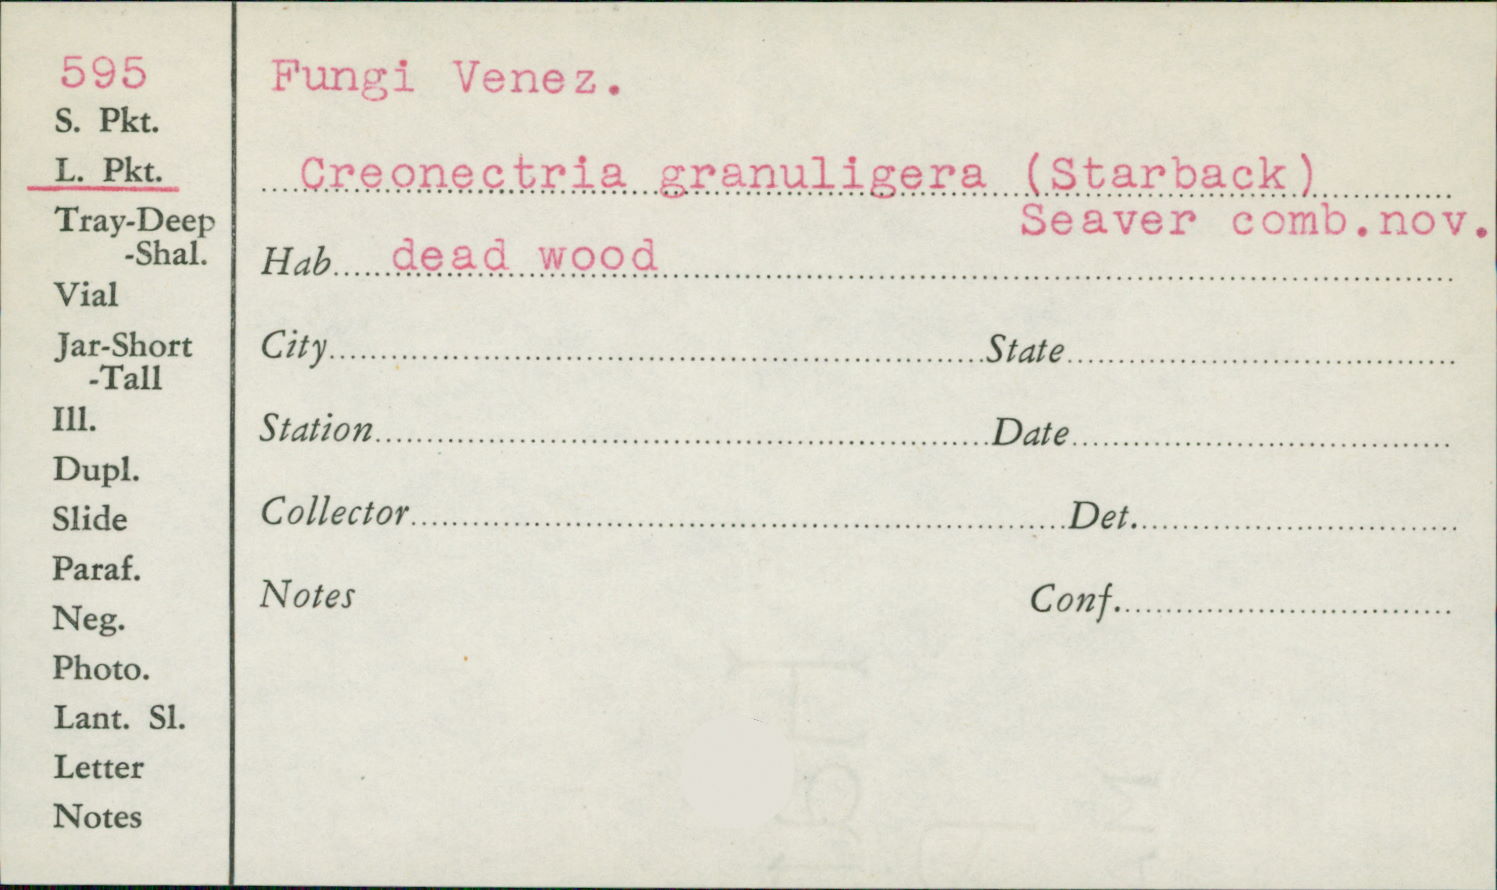 595
S. Pkt.
L. Pkt.
Tray-Deep
-Shal.
Vial
Jar-Short
-Tall
Ill.
Dupl.
Slide
Paraf.
Neg.
Photo.
Lant. Sl.
Letter
Notes
Fungi Venez.
Creonectria granuligera (Starback)
Seaver comb.nov.
Hab. dead wood
City State
Station Date
Collector Det.
Notes Conf.